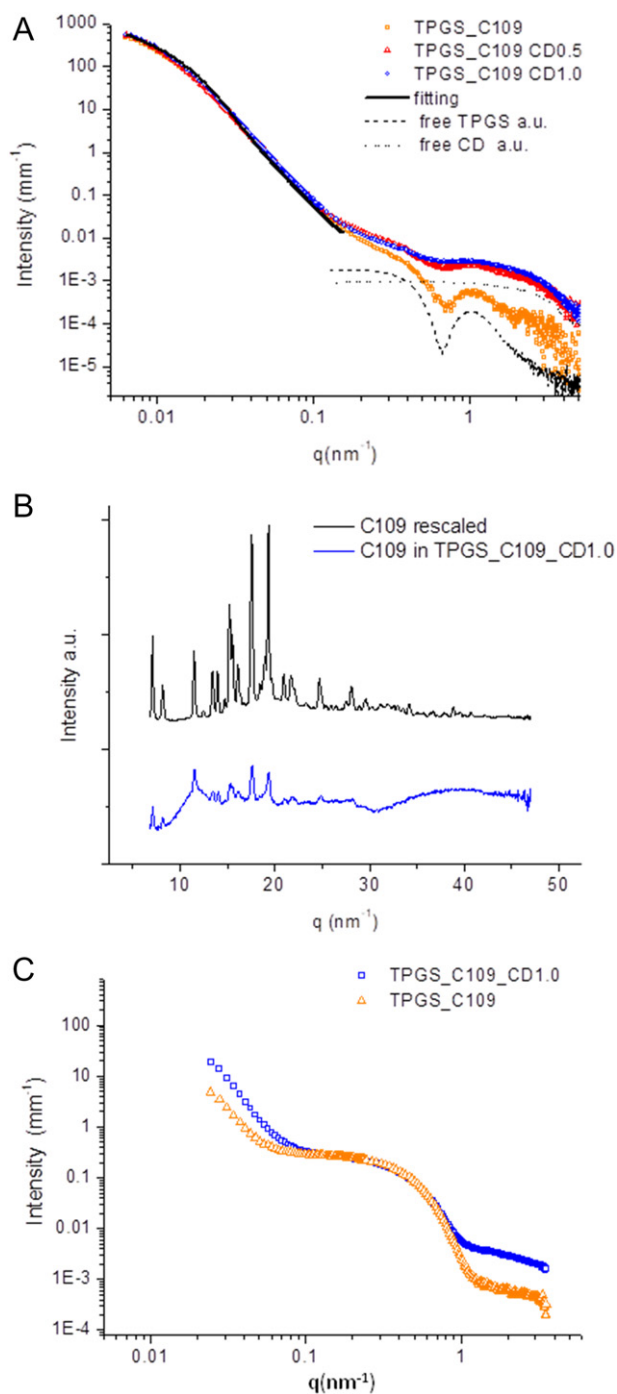 A
TPGS_C109
TPGS_C109 CD0.5
TPGS_C109 CD1.0
fitting
free TPGS a.u.
free CD a.u.
1000
100
10
1
0.1
0.01
1E-3
1E-4
1E-5
Intensity (mm-1)
0.01 0.1 1
q(nm-1)
B
C109 rescaled
C109 in TPGS_C109_CD1.0
Intensity a.u.
10 20 30 40 50
q (nm-1)
C
TPGS_C109_CD1.0
TPGS_C109
100
10
1
0.1
0.01
1E-3
1E-4
Intensity (mm-1)
0.01 0.1 1
q(nm-1)